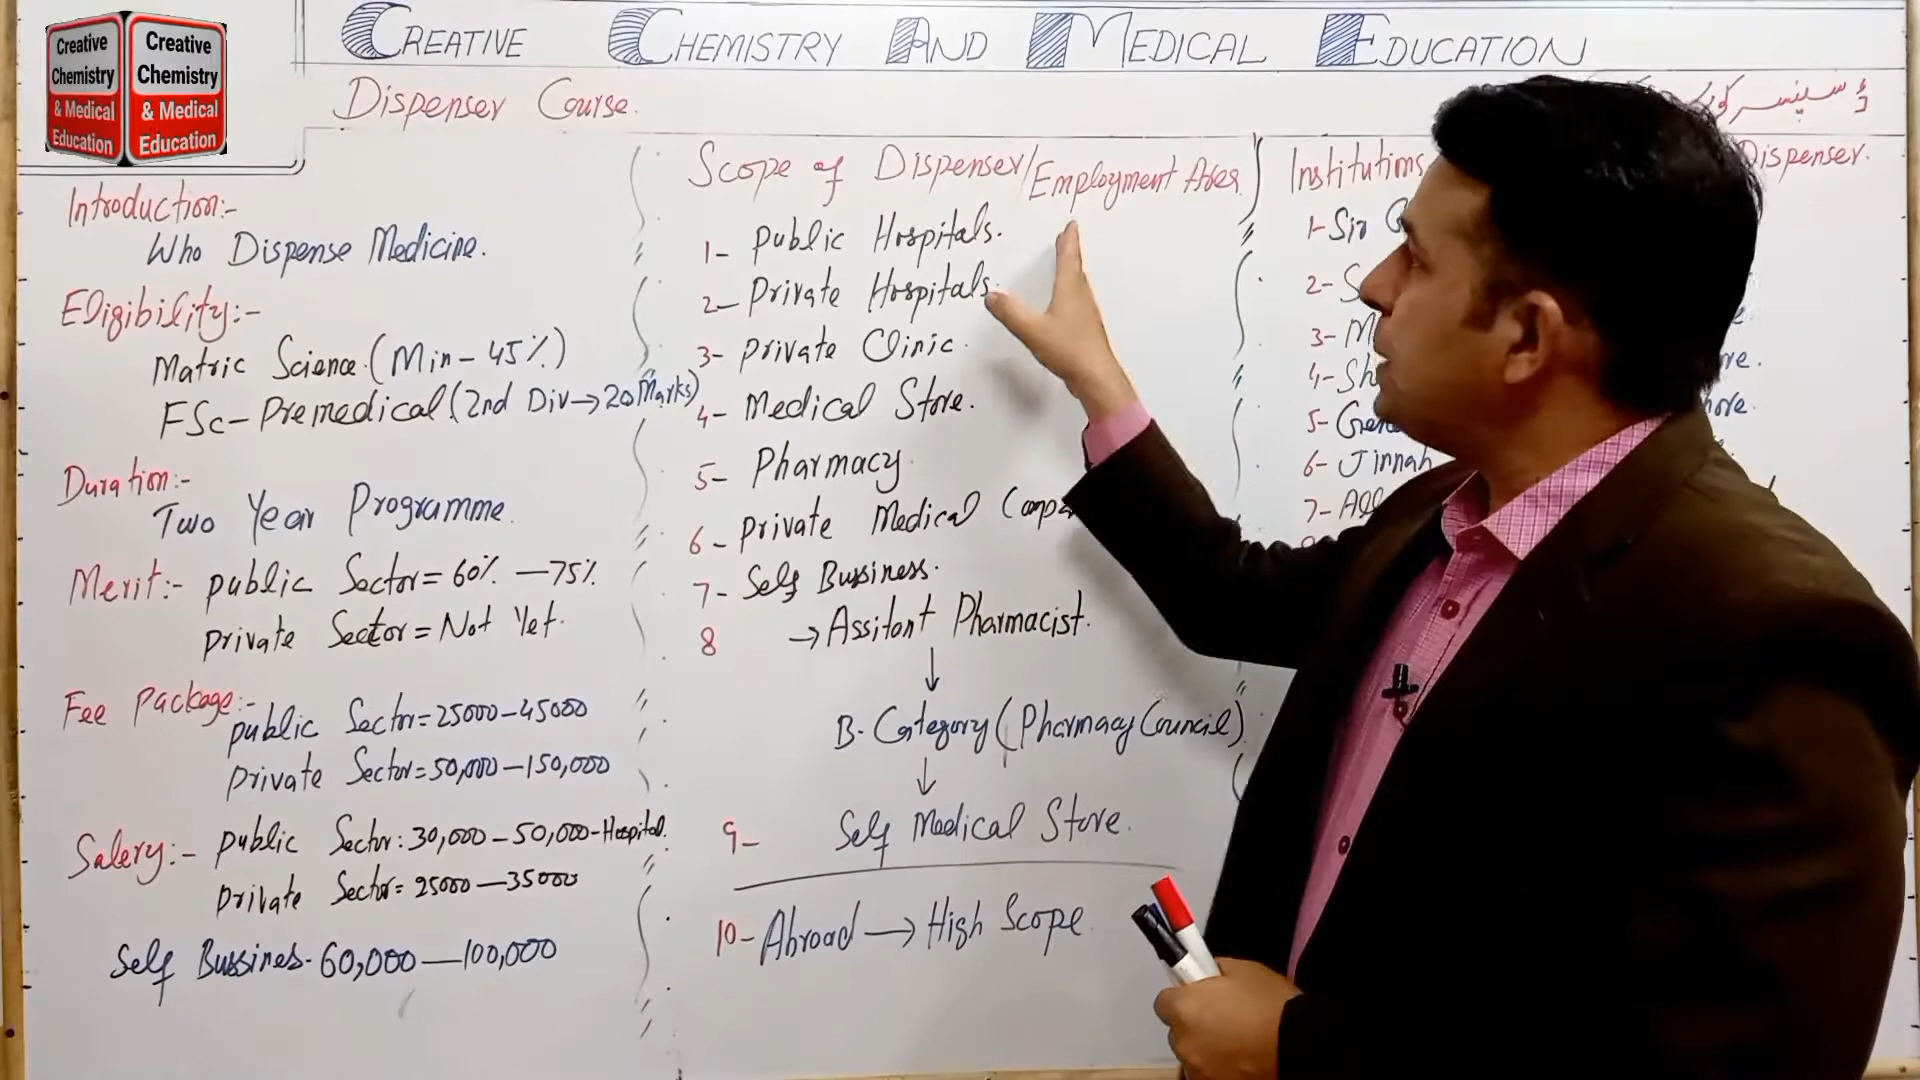 Creative
Chemistry
& Medical
Education
Creative
Chemistry
& Medical
Education
CREATIVE CHEMISTRY AND MEDICAL EDUCATION
Dispenser Course.
Introduction:-
Who Dispense Medicine.
Eligibility:-
Matric Science (Min - 45%)
FSc - Premedical (2nd Div → 20 Marks)
Duration:-
Two Year Programme.
Merit:- Public Sector = 60% - 75%
Private Sector = Not Yet.
Fee Package:-
Public Sector = 25000 - 45000
Private Sector = 50,000 - 150,000
Salery:- Public Sector: 30,000 - 50,000 - Hospital.
Private Sector = 25000 - 35000
Self Bussines - 60,000 - 100,000
Scope of Dispenser/Employment Area
1- Public Hospitals.
2- Private Hospitals.
3- Private Clinic.
4- Medical Store.
5- Pharmacy.
6- Private Medical
7- Self Bussiness.
8 → Assitant Pharmacist.
↓
B. Category (Pharmacy Council)
↓
9- Self Medical Store.
10- Abroad → High Scope.
Institutions Dispenser.
1- Sir
2-
3-
4-
5-
6- Jinnah
7-